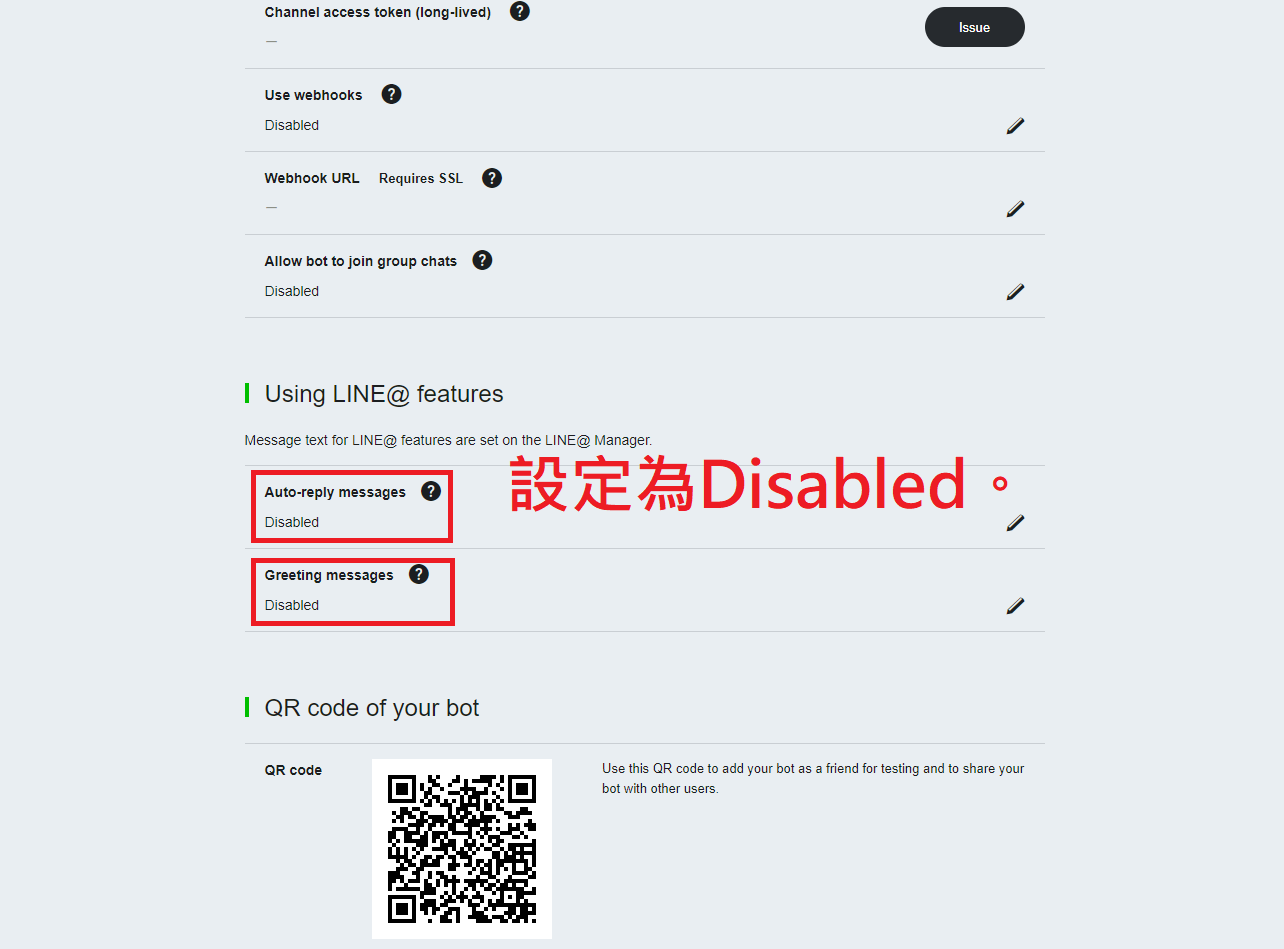 Channel access token (long-lived) ?
Issue
—
Use webhooks ?
Disabled
Webhook URL Requires SSL ?
—
Allow bot to join group chats ?
Disabled
Using LINE@ features
Message text for LINE@ features are set on the LINE@ Manager.
設定為Disabled。
Auto-reply messages ?
Disabled
Greeting messages ?
Disabled
QR code of your bot
QR code
Use this QR code to add your bot as a friend for testing and to share your
bot with other users.